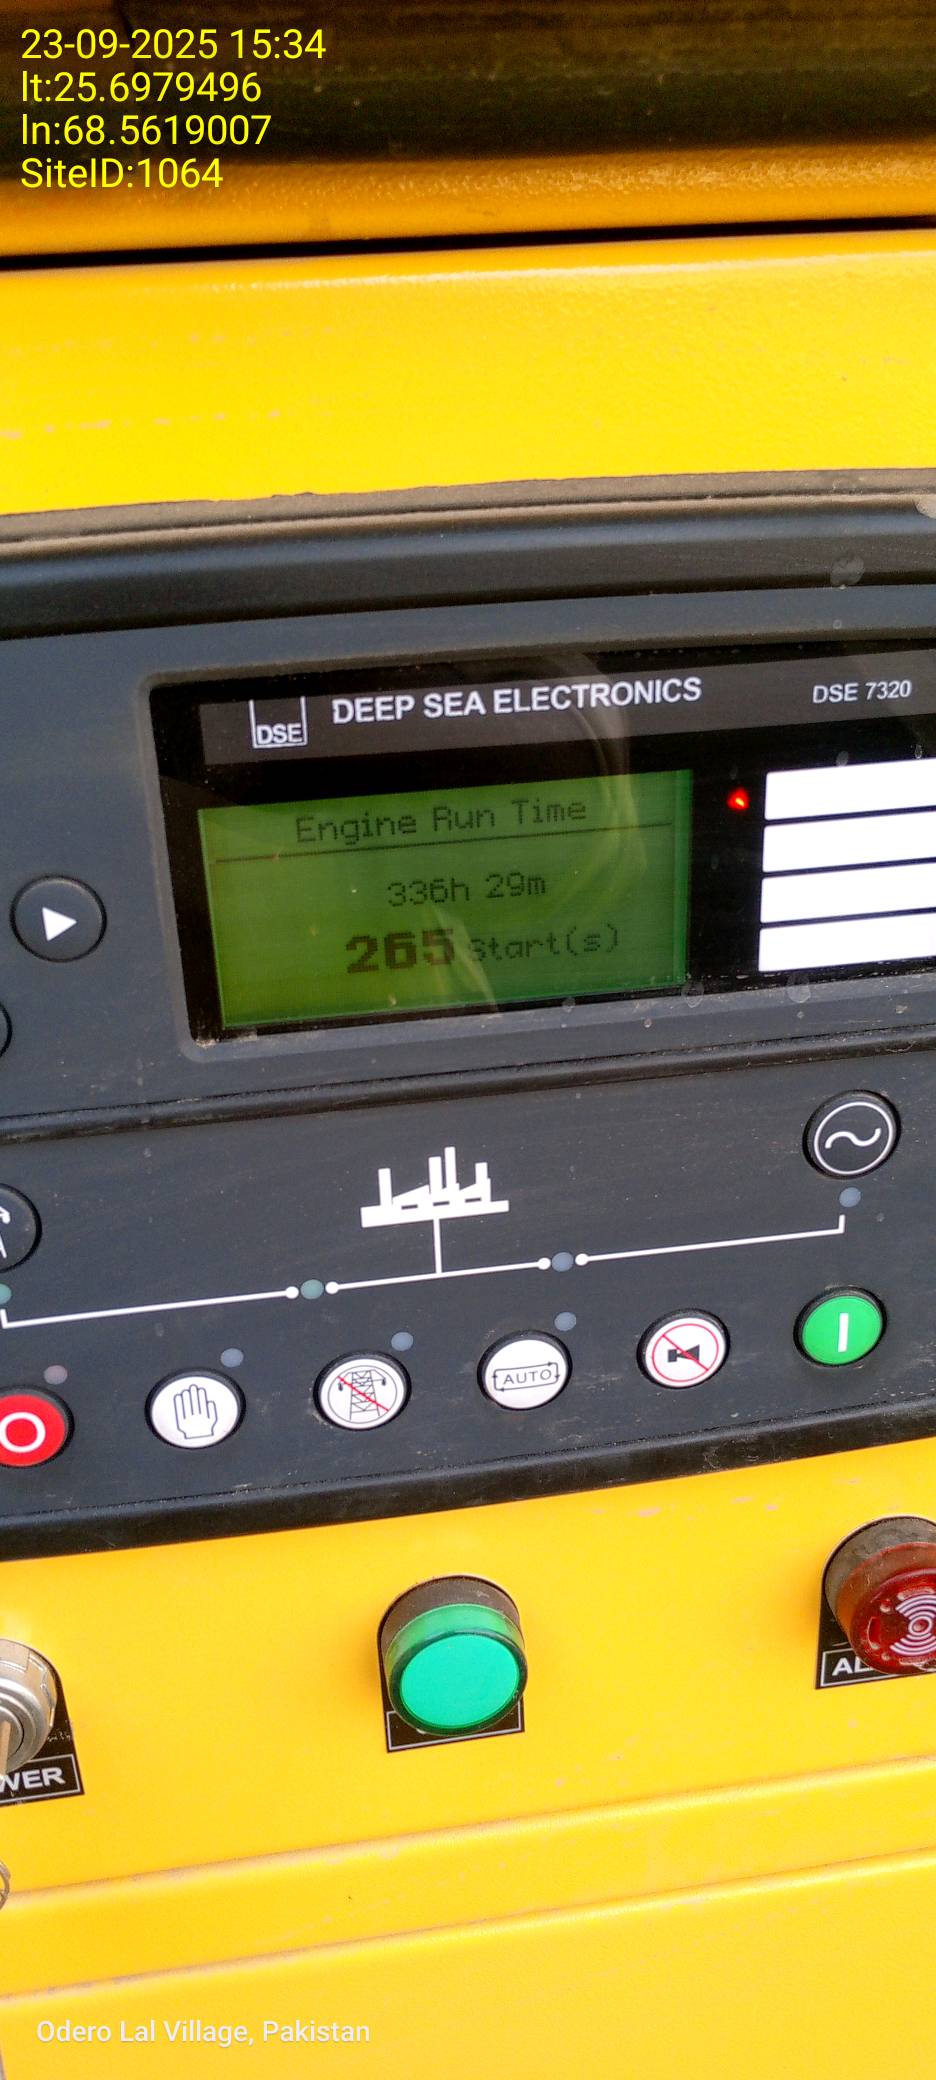 23-09-2025 15:34
lt:25.6979496
ln:68.5619007
SiteID:1064
DSE
DEEP SEA ELECTRONICS
DSE 7320
Engine Run Time
336h 29m
265 Start(s)
AUTO
WER
AL
Odero Lal Village, Pakistan